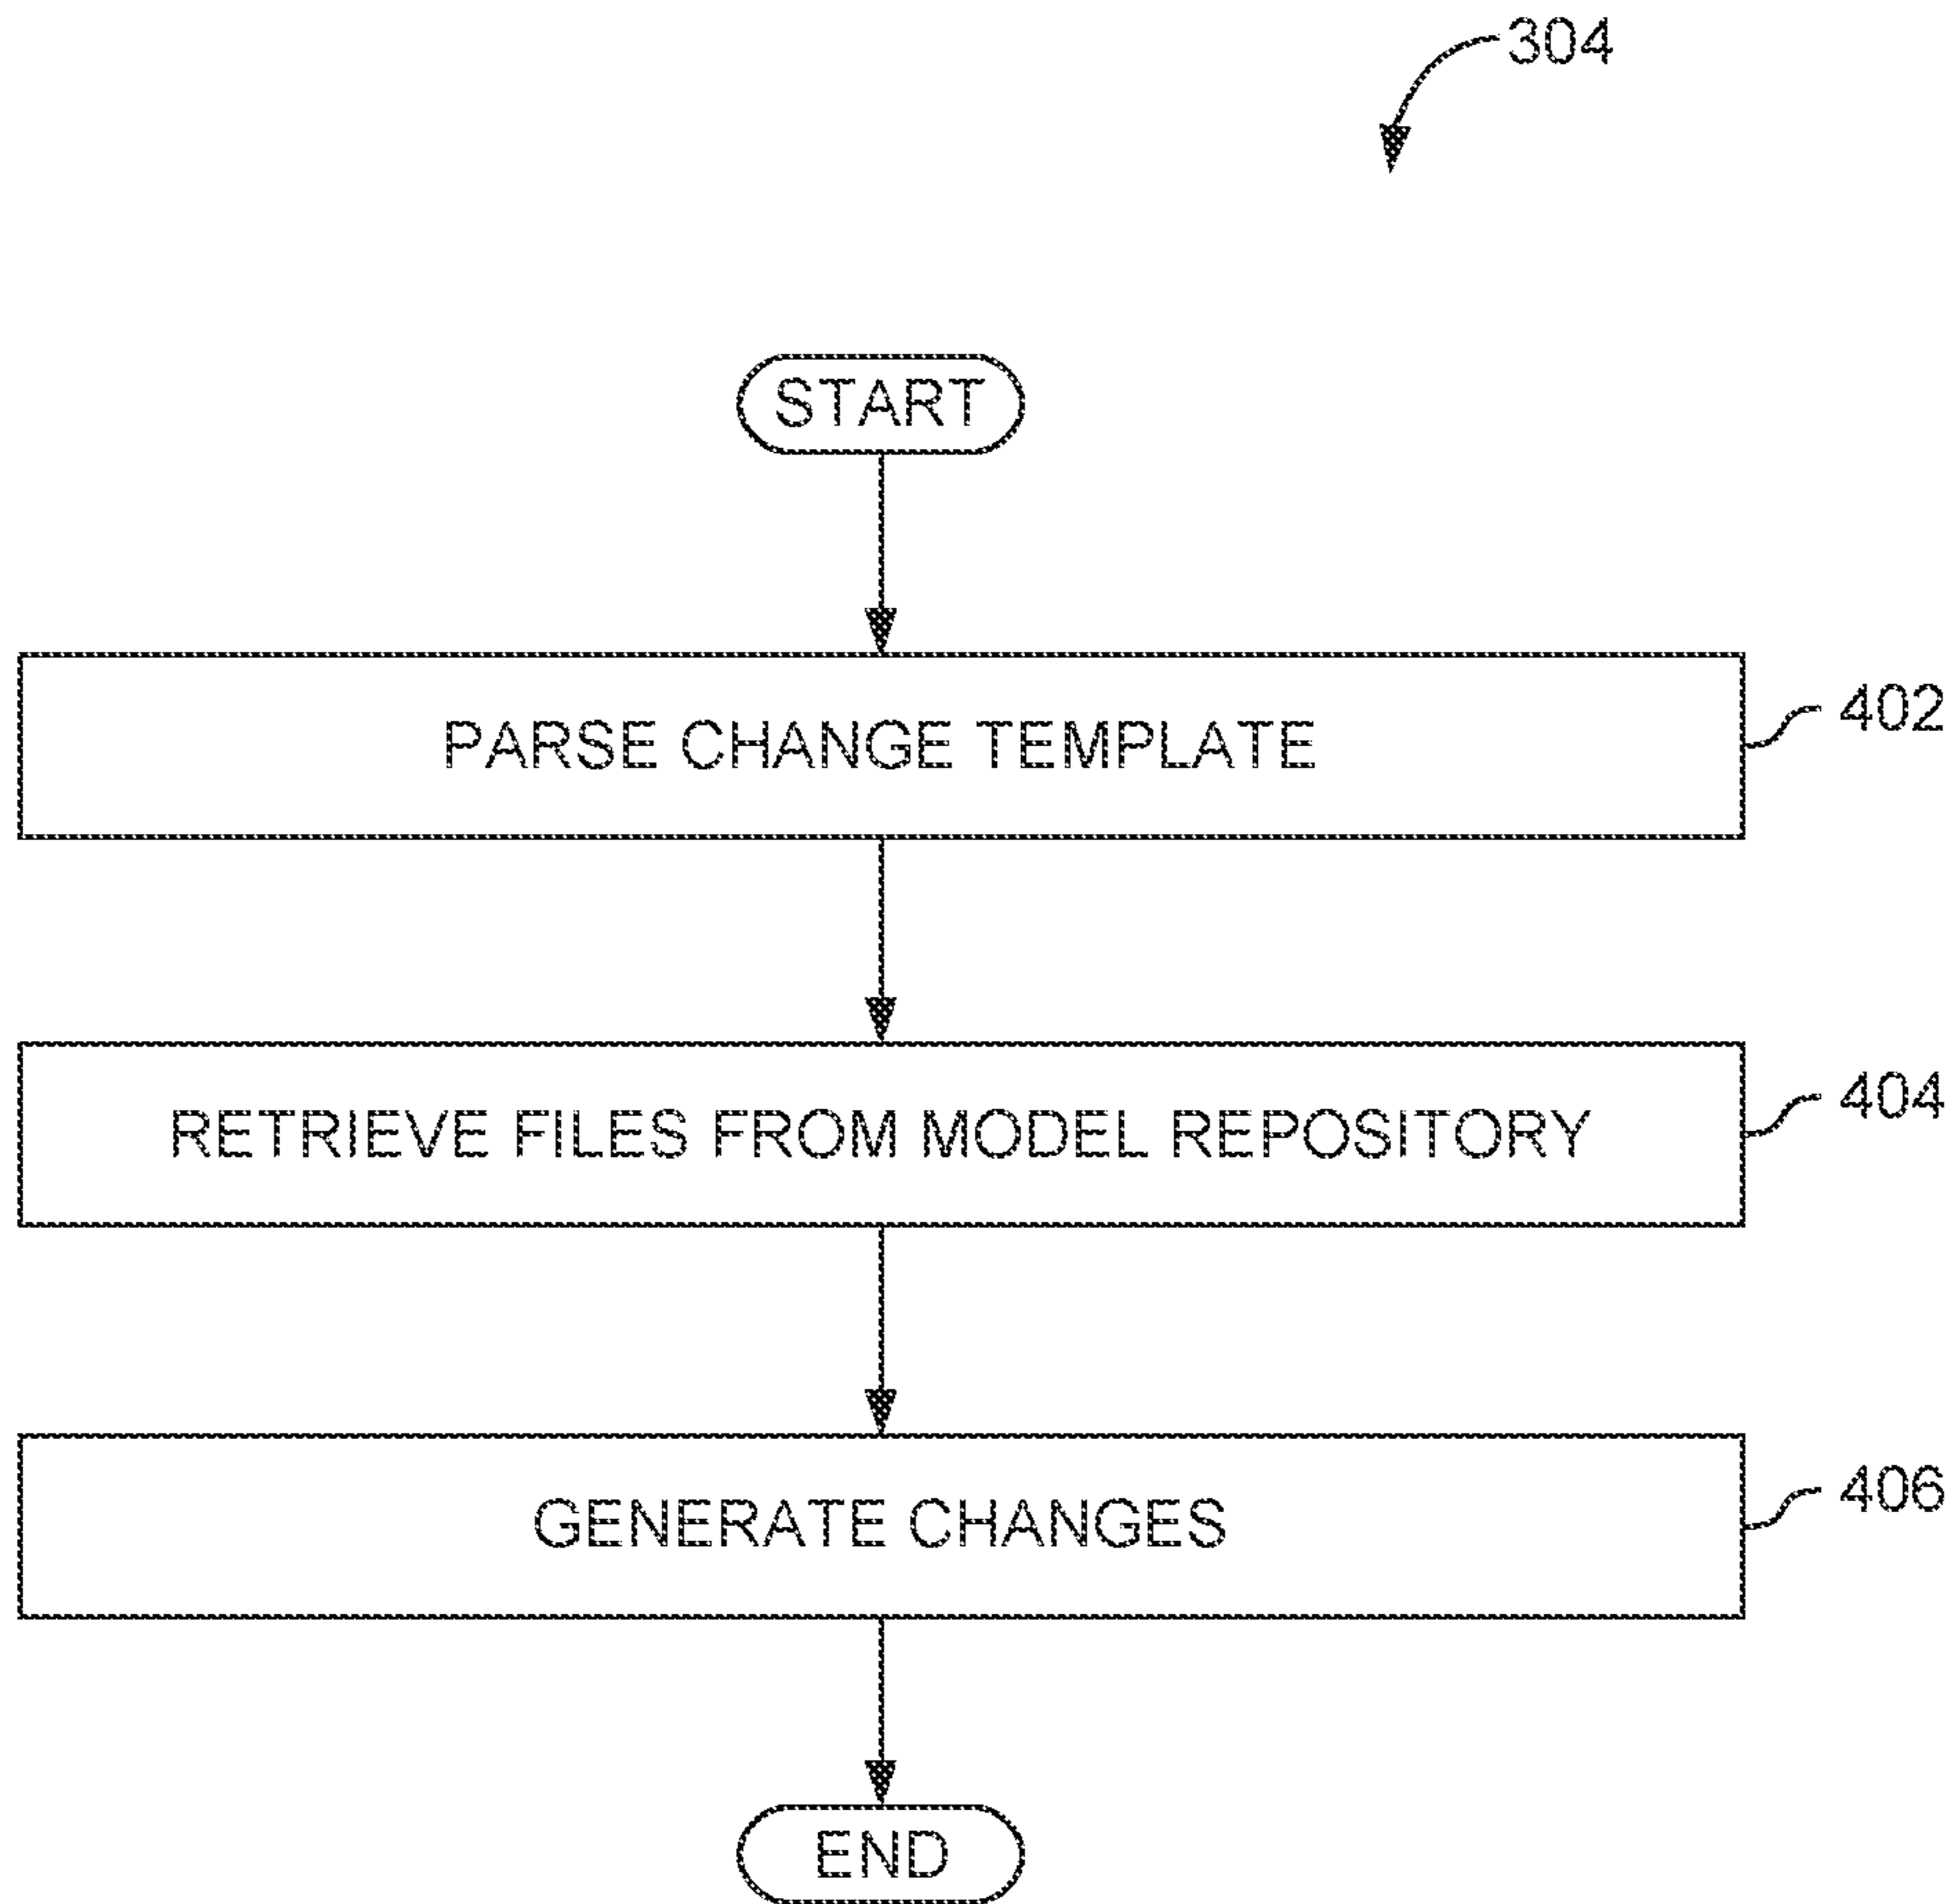 304
START
PARSE CHANGE TEMPLATE
402
RETRIEVE FILES FROM MODEL REPOSITORY
404
GENERATE CHANGES
406
END